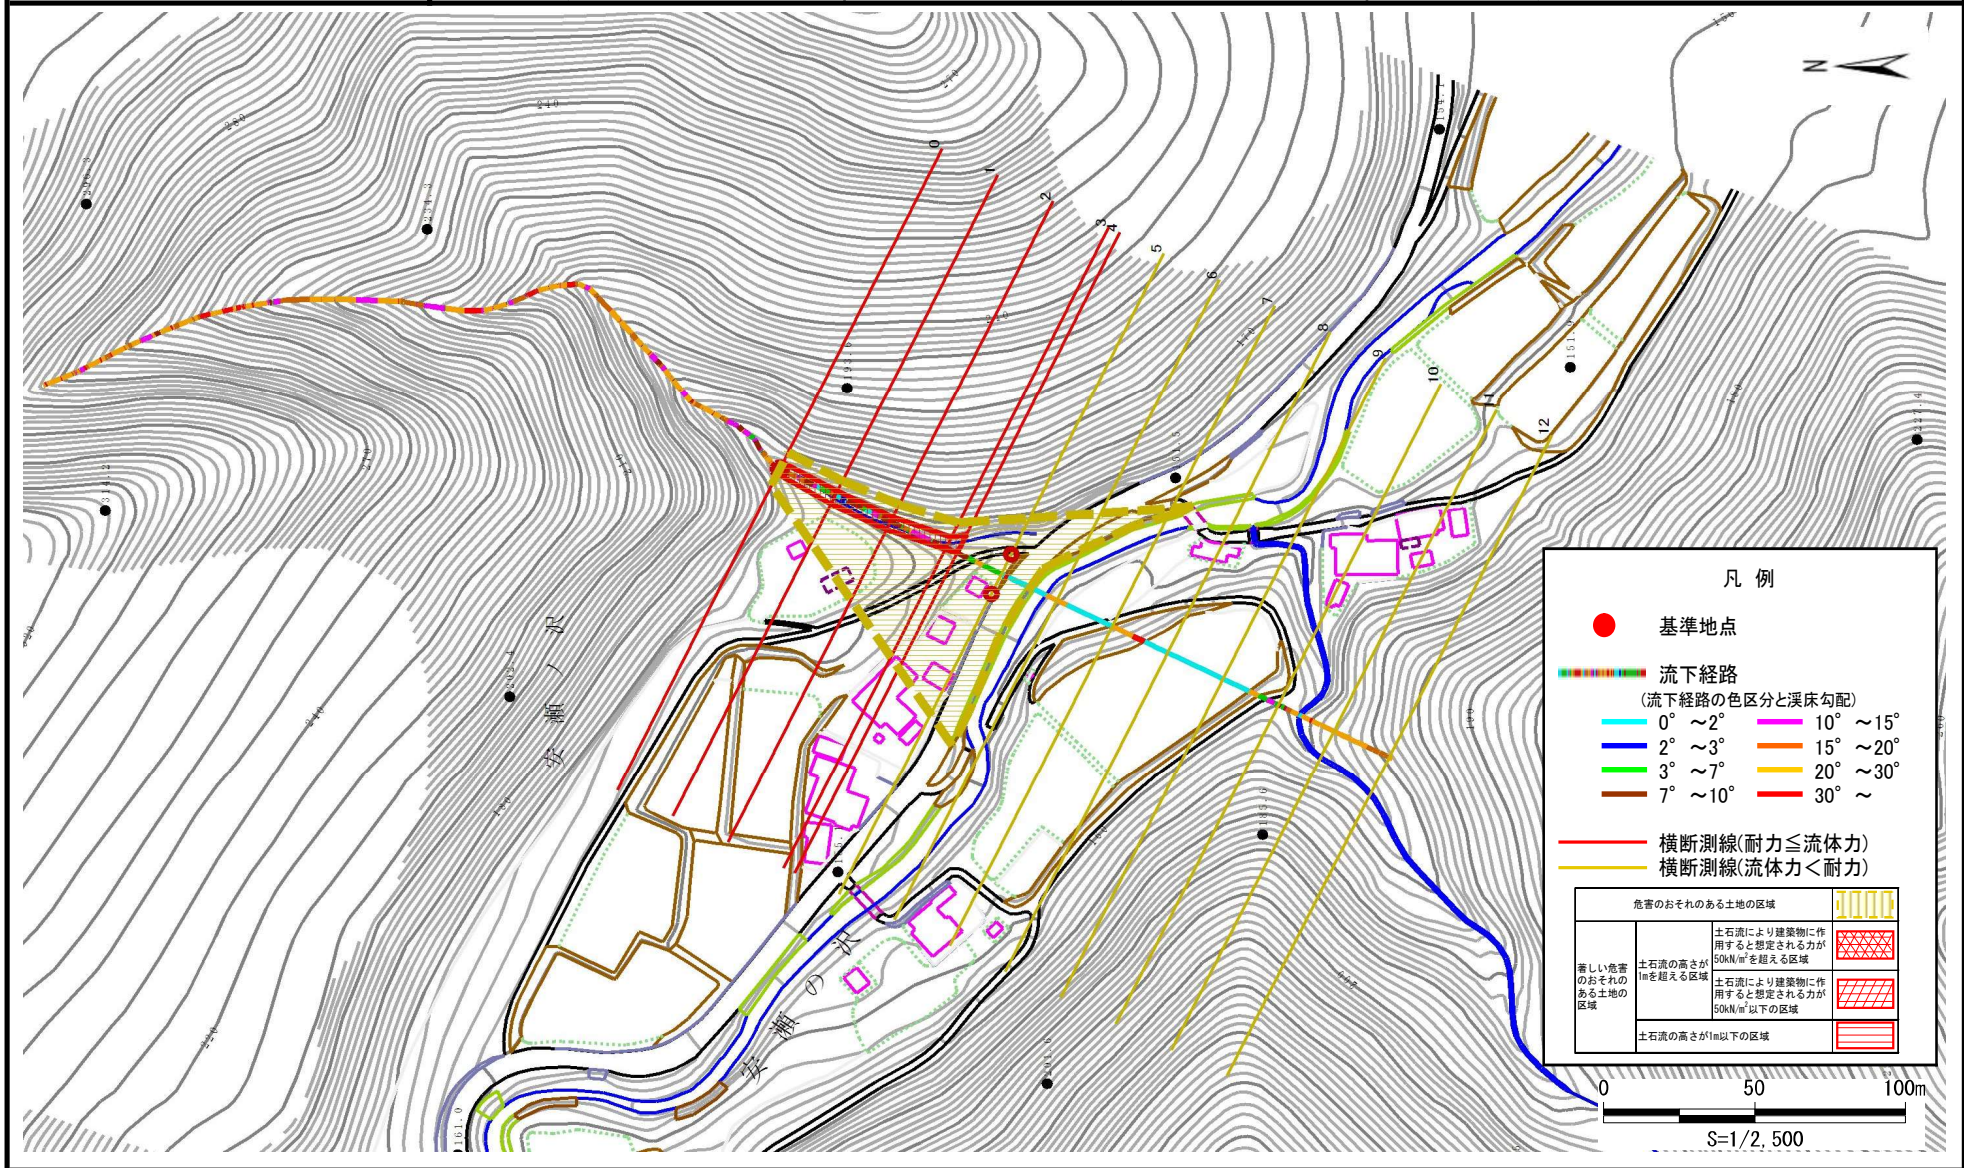 N
240
270
0
1
2
3
4
5
6
7
8
9
10
11
12
安瀬ノ沢
安瀬の沢
凡 例
基準地点
流下経路
(流下経路の色区分と渓床勾配)
0° ～2° 10° ～15°
2° ～3° 15° ～20°
3° ～7° 20° ～30°
7° ～10° 30° ～
横断測線(耐力≦流体力)
横断測線(流体力＜耐力)
危害のおそれのある土地の区域
著しい危害のおそれのある土地の区域
土石流の高さが1mを超える区域
土石流により建築物に作用すると想定される力が50kN/m²を超える区域
土石流により建築物に作用すると想定される力が50kN/m²以下の区域
土石流の高さが1m以下の区域
0 50 100m
S=1/2,500